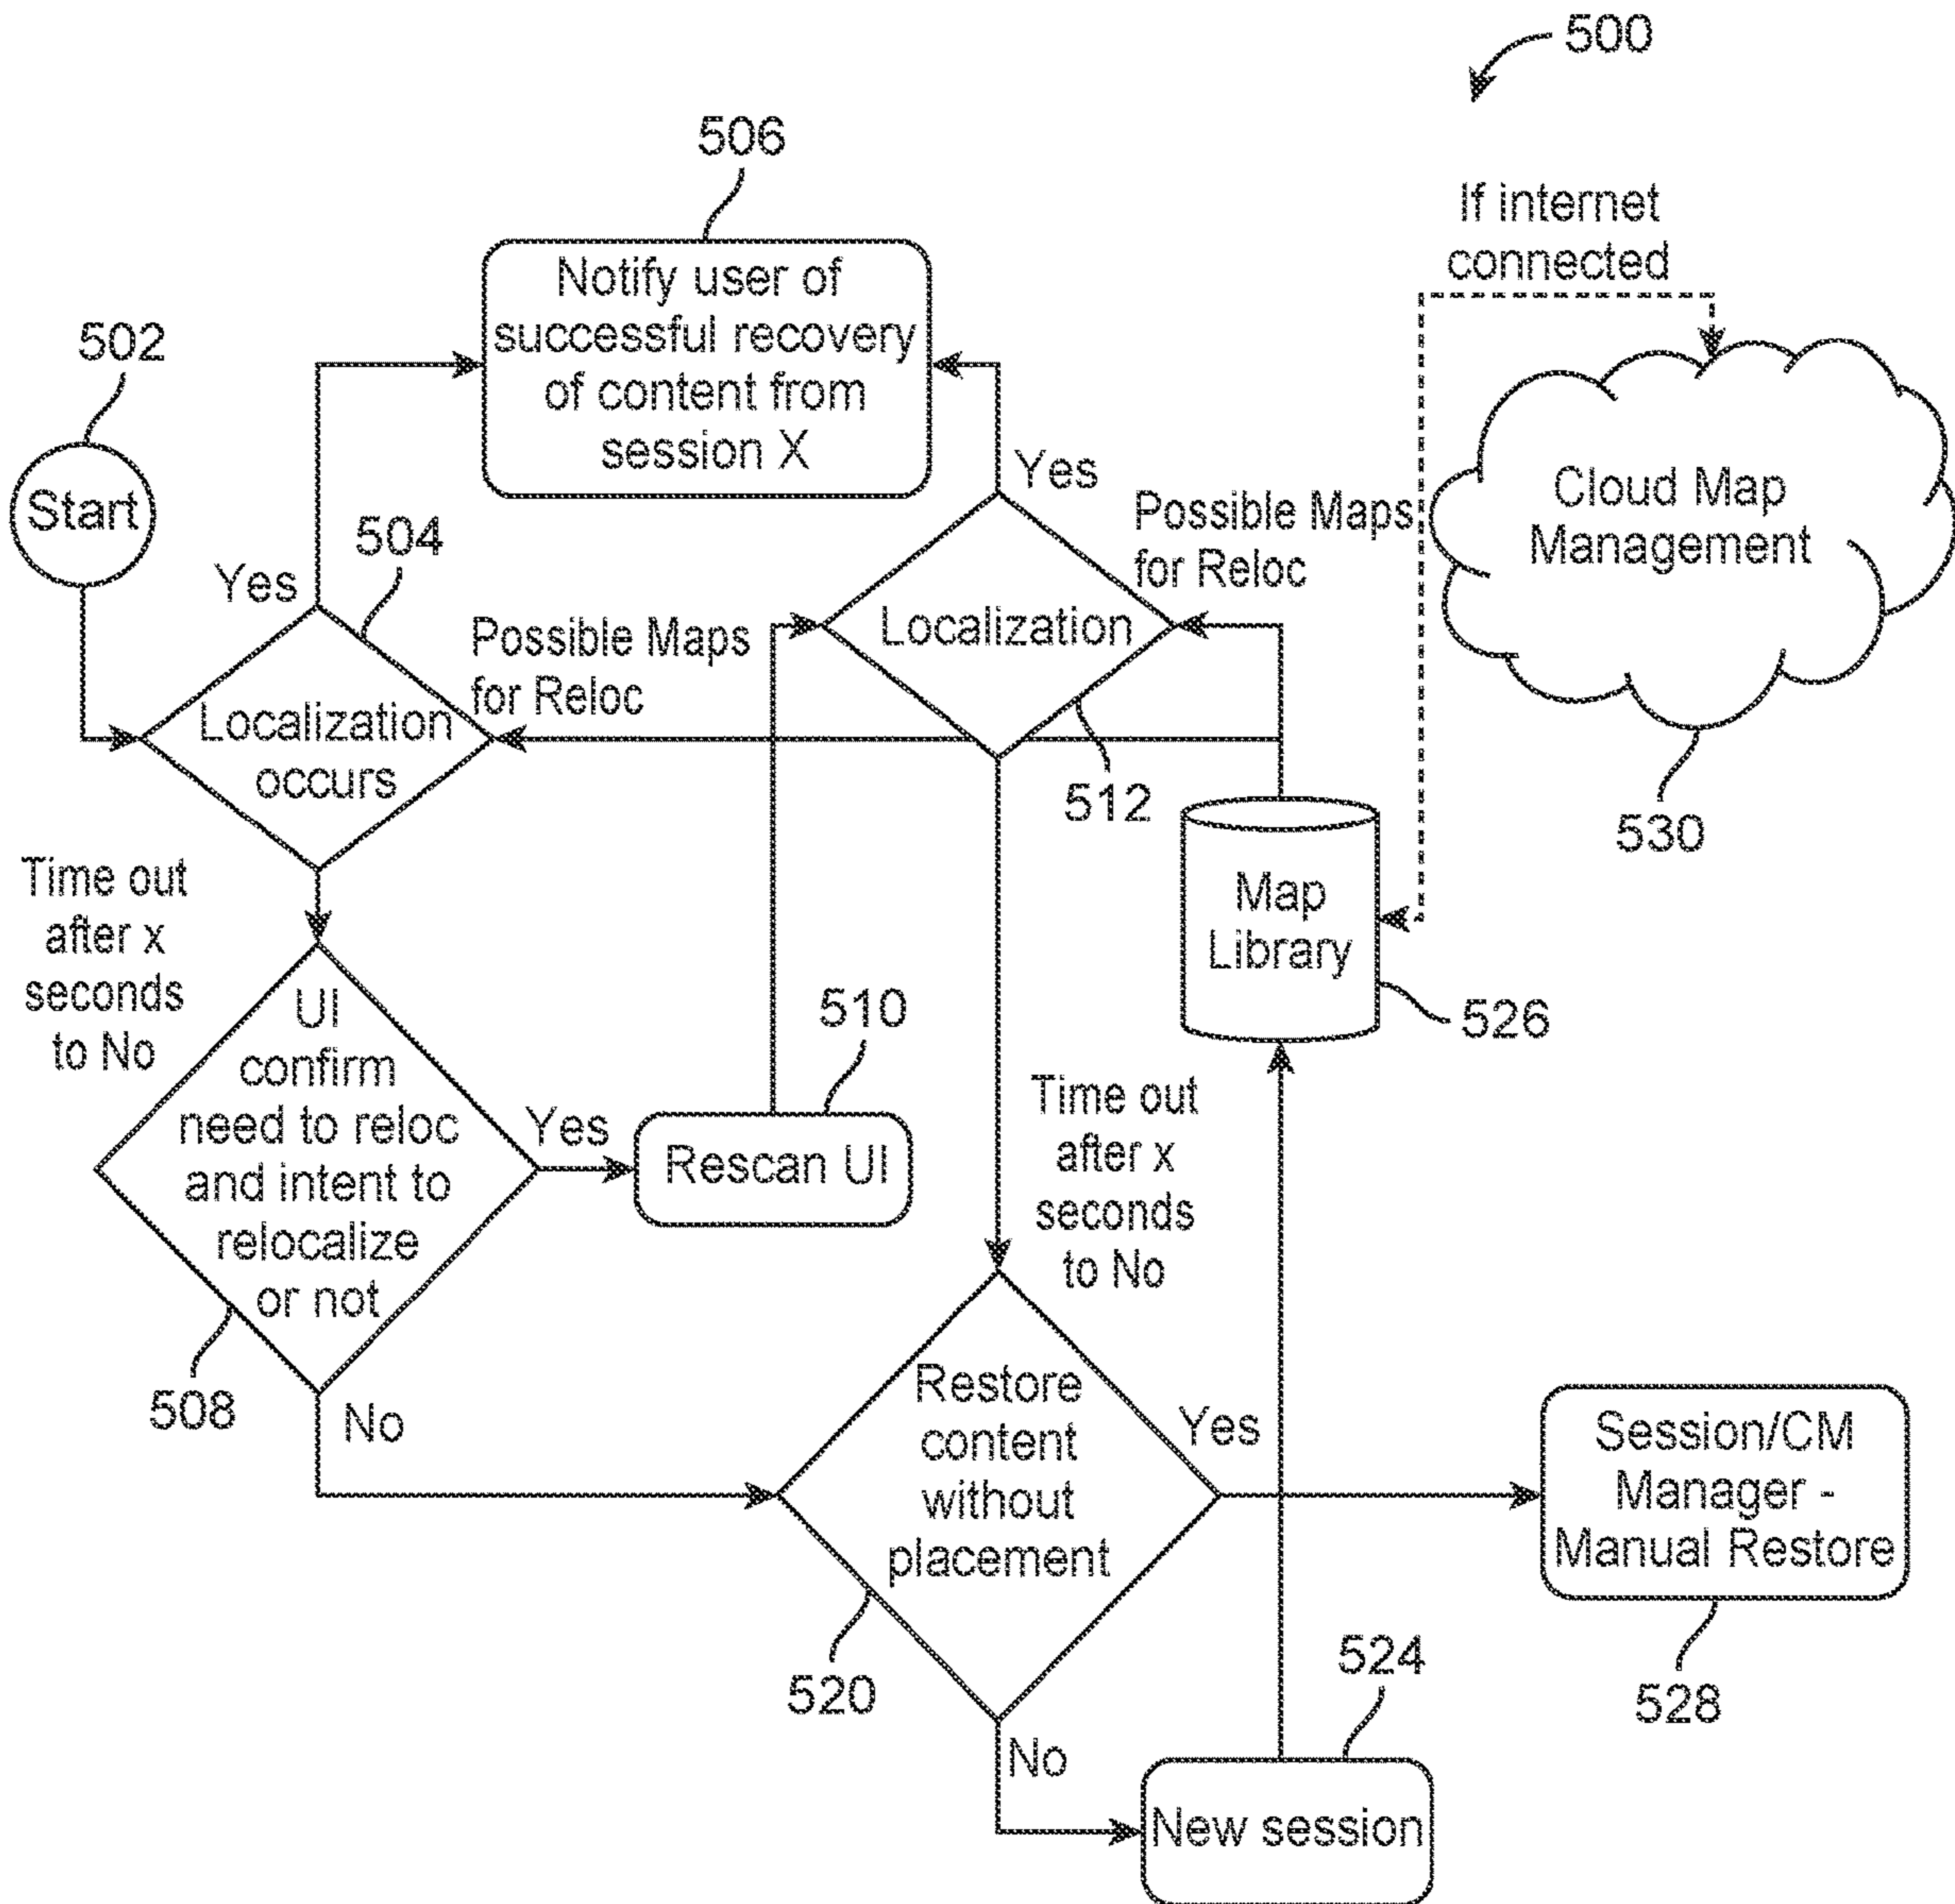 500
506
If internet
connected
Notify user of
successful recovery
of content from
session X
502
Start
Yes
504
Localization
occurs
Possible Maps
for Reloc
Yes
Localization
Possible Maps
for Reloc
512
Cloud Map
Management
530
Map
Library
526
Time out
after x
seconds
to No
UI
confirm
need to reloc
and intent to
relocalize
or not
508
Yes
510
Rescan UI
Time out
after x
seconds
to No
No
Restore
content
without
placement
520
Yes
Session/CM
Manager -
Manual Restore
528
No
524
New session